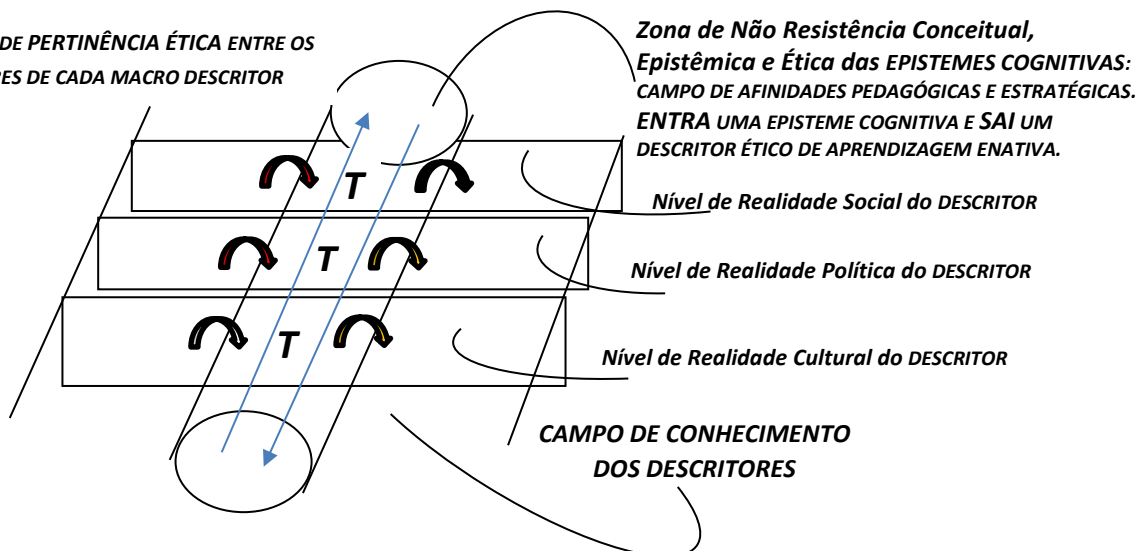 DE PERTINÊNCIA ÉTICA ENTRE OS
RES DE CADA MACRO DESCRITOR
Zona de Não Resistência Conceitual,
Epistêmica e Ética das EPISTEMES COGNITIVAS:
CAMPO DE AFINIDADES PEDAGÓGICAS E ESTRATÉGICAS.
ENTRA UMA EPISTEME COGNITIVA E SAI UM
DESCRITOR ÉTICO DE APRENDIZAGEM ENATIVA.
T
Nível de Realidade Social do DESCRITOR
T
Nível de Realidade Política do DESCRITOR
T
Nível de Realidade Cultural do DESCRITOR
CAMPO DE CONHECIMENTO
DOS DESCRITORES